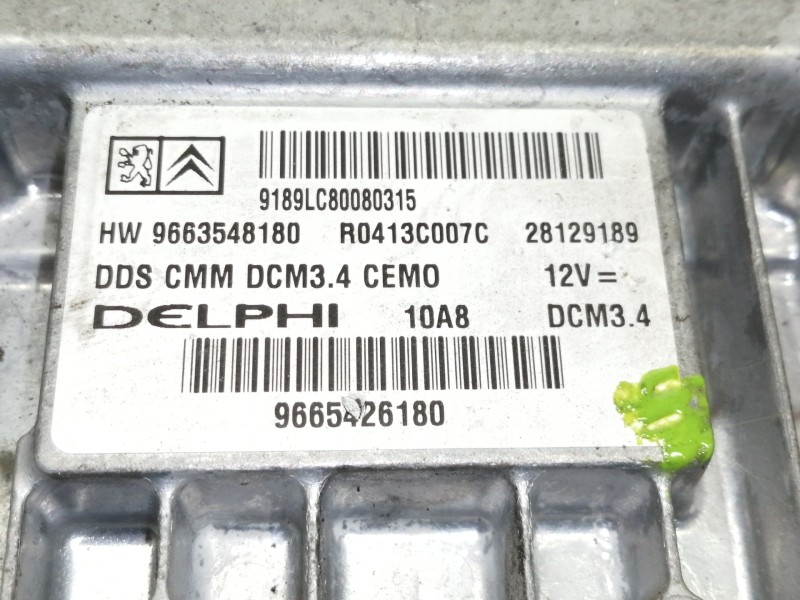 9189LC80080315
HW 9663548180 R0413C007C 28129189
DDS CMM DCM3.4 CEMO 12V =
DELPHI 10A8 DCM3.4
9665426180